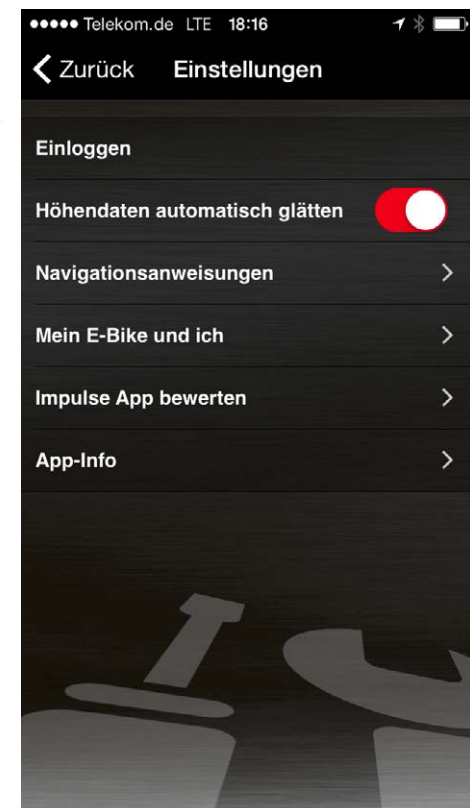 Telekom.de LTE 18:16
Zurück Einstellungen
Einloggen
Höhendaten automatisch glätten
Navigationsanweisungen
Mein E-Bike und ich
Impulse App bewerten
App-Info